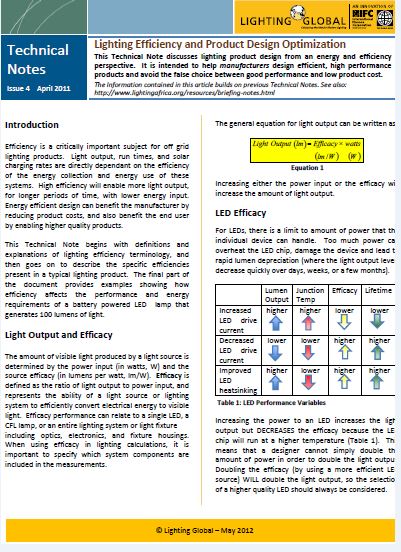 LIGHTING GLOBAL
AN INNOVATION OF
IFC
Technical
Notes
Issue 4 April 2011
Lighting Efficiency and Product Design Optimization
This Technical Note discusses lighting product design from an energy and efficiency
perspective. It is intended to help manufacturers design efficient, high performance
products and avoid the false choice between good performance and low product cost.
The information contained in this article builds on previous Technical Notes. See also:
http://www.lightingafrica.org/resources/briefing-notes.html
Introduction
Efficiency is a critically important subject for off grid
lighting products. Light output, run times, and solar
charging rates are directly dependant on the efficiency
of the energy collection and energy use of these
systems. High efficiency will enable more light output,
for longer periods of time, with lower energy input.
Energy efficient design can benefit the manufacturer by
reducing product costs, and also benefit the end user
by enabling higher quality products.
This Technical Note begins with definitions and
explanations of lighting efficiency terminology, and
then goes on to describe the specific efficiencies
present in a typical lighting product. The final part of
the document provides examples showing how
efficiency affects the performance and energy
requirements of a battery powered LED lamp that
generates 100 lumens of light.
Light Output and Efficacy
The amount of visible light produced by a light source is
determined by the power input (in watts, W) and the
source efficacy (in lumens per watt, lm/W). Efficacy is
defined as the ratio of light output to power input, and
represents the ability of a light source or lighting
system to efficiently convert electrical energy to visible
light. Efficacy performance can relate to a single LED, a
CFL lamp, or an entire lighting system or light fixture
including optics, electronics, and fixture housings.
When using efficacy in lighting calculations, it is
important to specify which system components are
included in the measurements.
The general equation for light output can be written as
Light Output (lm)= Efficacy × watts
(lm/W) (W)
Equation 1
Increasing either the power input or the efficacy wi
increase the amount of light output.
LED Efficacy
For LEDs, there is a limit to amount of power that th
individual device can handle. Too much power ca
overheat the LED chip, damage the device and lead t
rapid lumen depreciation (where the light output leve
decrease quickly over days, weeks, or a few months).
Lumen Output Junction Temp Efficacy Lifetime
Increased LED drive current higher higher lower lower
Decreased LED drive current lower lower higher higher
Improved LED heatsinking higher lower higher higher
Table 1: LED Performance Variables
Increasing the power to an LED increases the ligh
output but DECREASES the efficacy because the LE
chip will run at a higher temperature (Table 1). Thi
means that a designer cannot simply double th
amount of power in order to double the light outpu
Doubling the efficacy (by using a more efficient LE
source) WILL double the light output, so the selectio
of a higher quality LED should always be considered.
© Lighting Global – May 2012